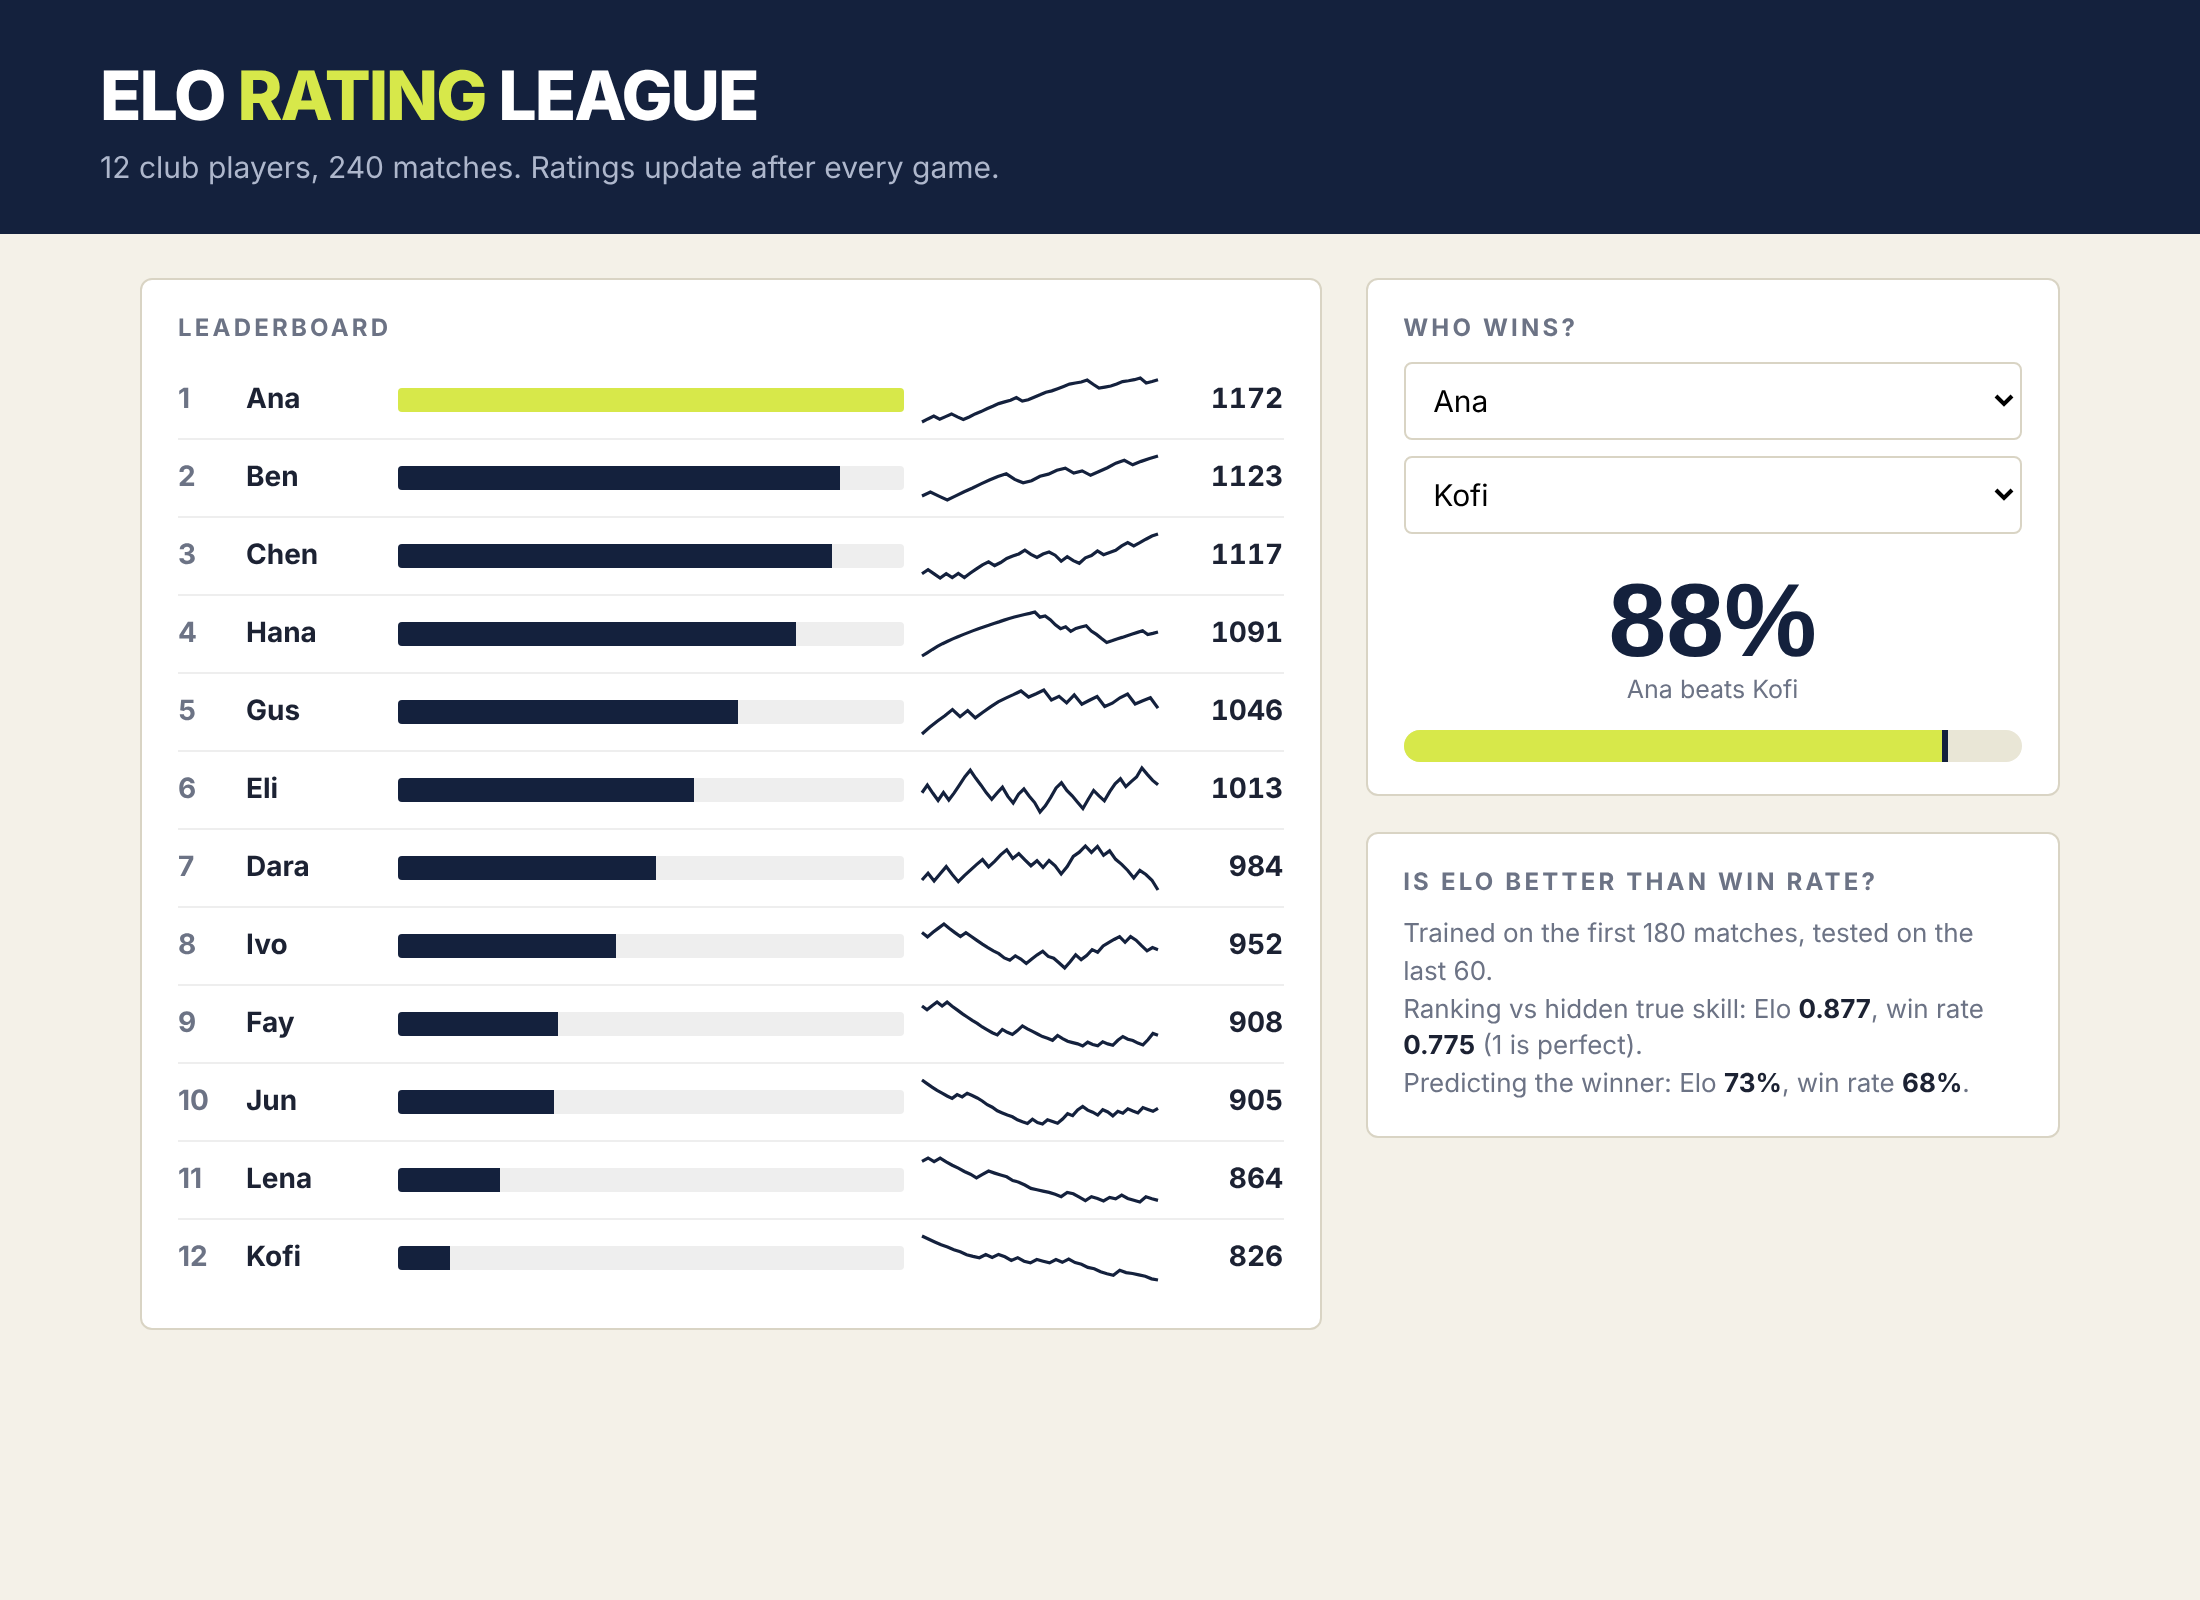 ELO RATING LEAGUE
12 club players, 240 matches. Ratings update after every game.
LEADERBOARD
1 Ana 1172
2 Ben 1123
3 Chen 1117
4 Hana 1091
5 Gus 1046
6 Eli 1013
7 Dara 984
8 Ivo 952
9 Fay 908
10 Jun 905
11 Lena 864
12 Kofi 826
WHO WINS?
Ana
Kofi
88%
Ana beats Kofi
IS ELO BETTER THAN WIN RATE?
Trained on the first 180 matches, tested on the
last 60.
Ranking vs hidden true skill: Elo 0.877, win rate
0.775 (1 is perfect).
Predicting the winner: Elo 73%, win rate 68%.